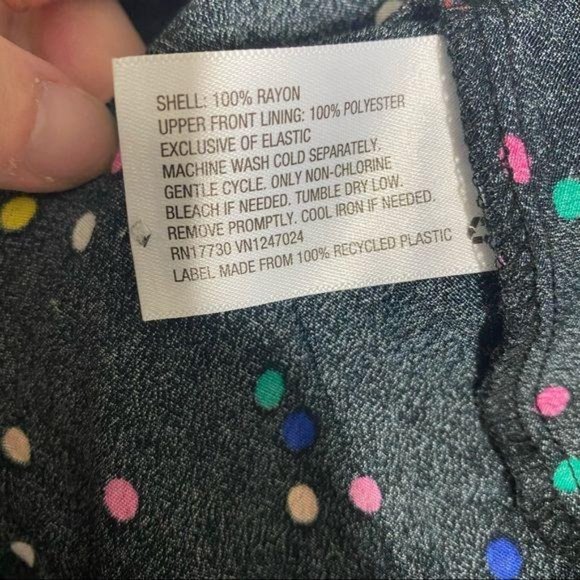 SHELL: 100% RAYON
UPPER FRONT LINING: 100% POLYESTER
EXCLUSIVE OF ELASTIC
MACHINE WASH COLD SEPARATELY.
GENTLE CYCLE. ONLY NON-CHLORINE
BLEACH IF NEEDED. TUMBLE DRY LOW.
REMOVE PROMPTLY. COOL IRON IF NEEDED.
RN17730 VN1247024
LABEL MADE FROM 100% RECYCLED PLASTIC